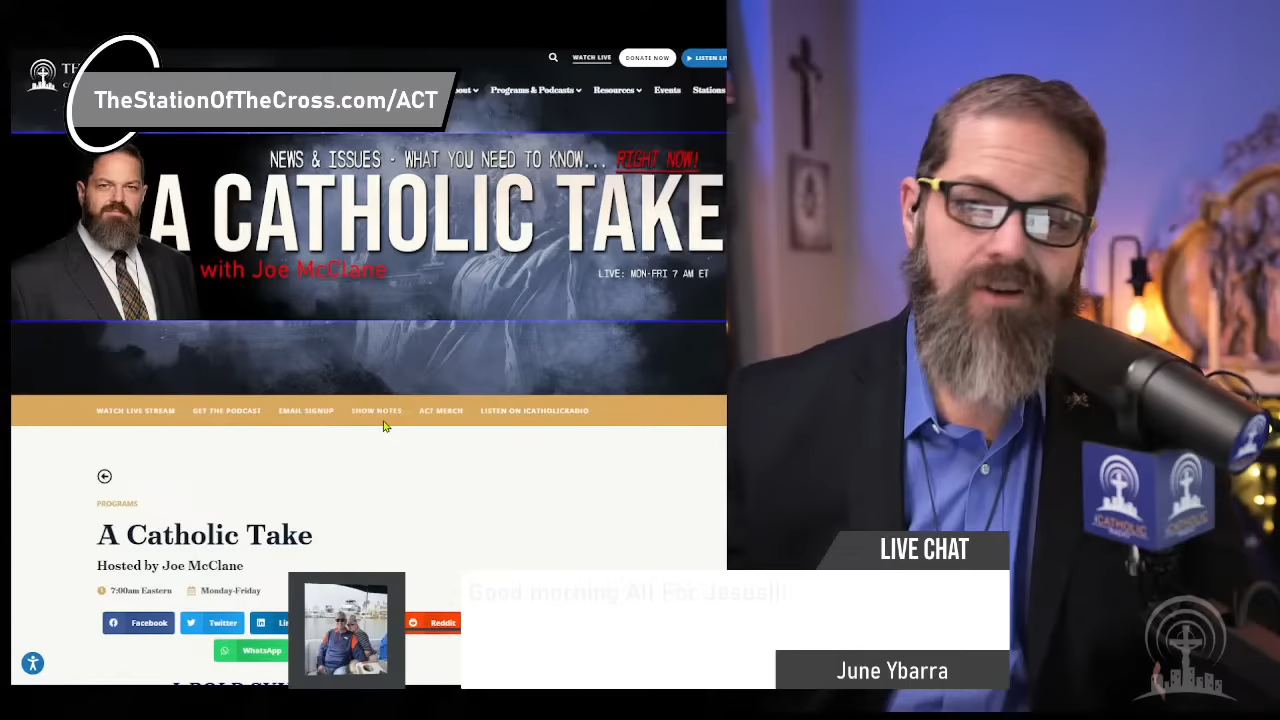 TheStationOfTheCross.com/ACT
WATCH LIVE
DONATE NOW
LISTEN
Programs & Podcasts
Resources
Events
Stations
NEWS & ISSUES - WHAT YOU NEED TO KNOW... RIGHT NOW!
A CATHOLIC TAKE
with Joe McClane
LIVE: MON-FRI 7 AM ET
WATCH LIVE STREAM
GET THE PODCAST
EMAIL SIGNUP
SHOW NOTES
ACT MERCH
LISTEN ON ICATHOLICRADIO
PROGRAMS
A Catholic Take
Hosted by Joe McClane
7:00am Eastern
Monday-Friday
Facebook
Twitter
Reddit
WhatsApp
LIVE CHAT
Good morning All For Jesus!!!
June Ybarra